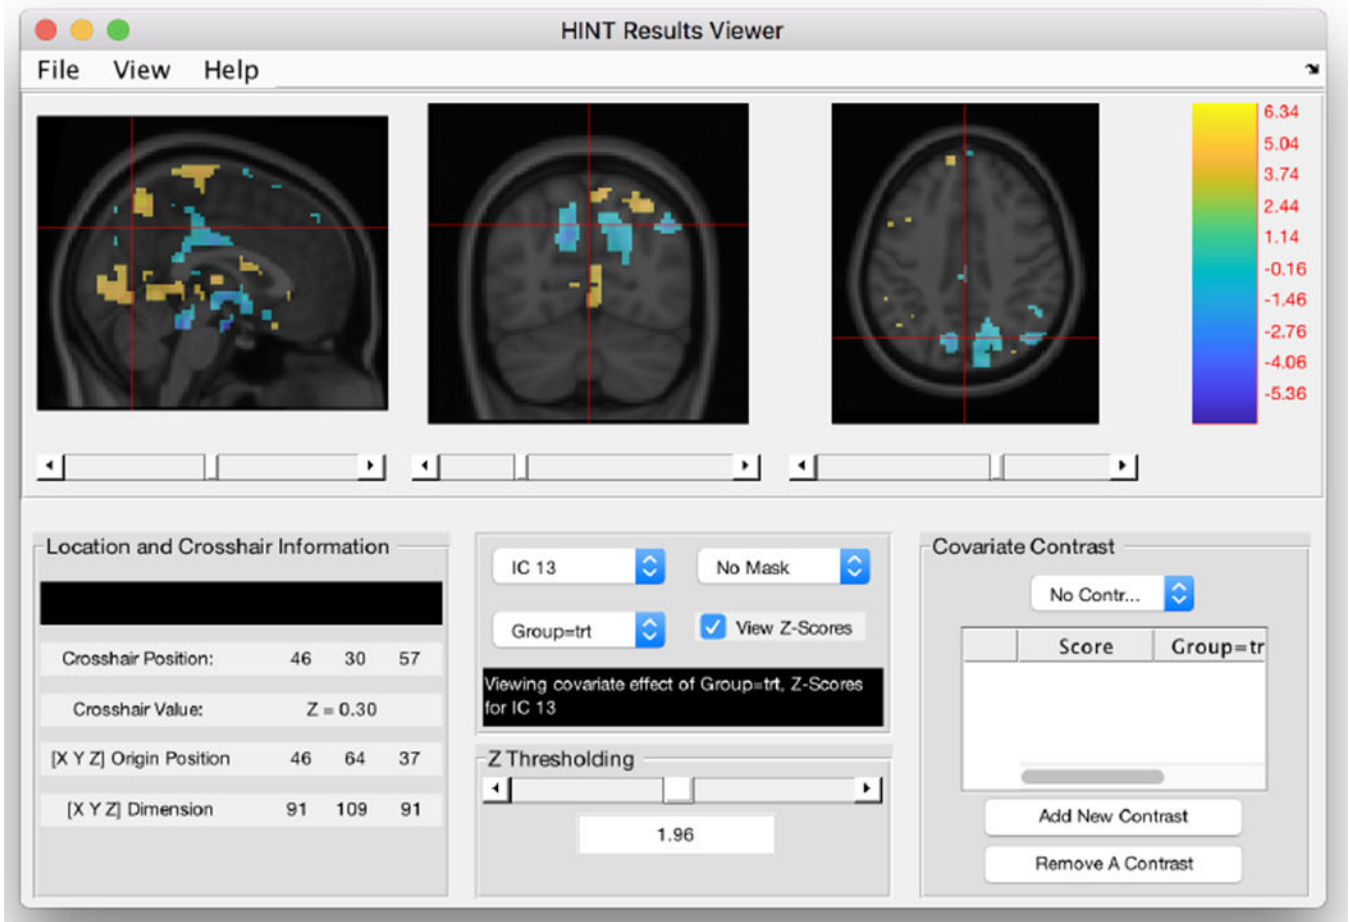 HINT Results Viewer
File View Help
6.34
5.04
3.74
2.44
1.14
-0.16
-1.46
-2.76
-4.06
-5.36
Location and Crosshair Information
Crosshair Position: 46 30 57
Crosshair Value: Z = 0.30
[X Y Z] Origin Position 46 64 37
[X Y Z] Dimension 91 109 91
IC 13 No Mask
Group=trt View Z-Scores
Viewing covariate effect of Group=trt, Z-Scores
for IC 13
Z Thresholding
1.96
Covariate Contrast
No Contr...
Score Group=tr
Add New Contrast
Remove A Contrast